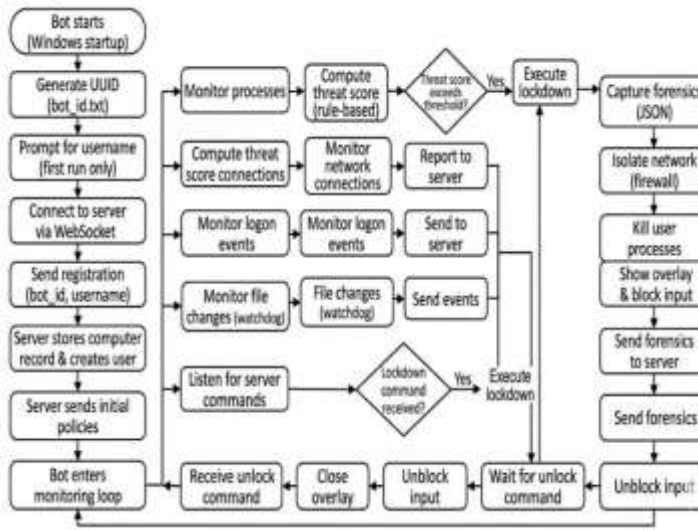 Bot starts
(Windows startup)
Generate UUID
(bot_id.txt)
Prompt for username
(first run only)
Connect to server
via WebSocket
Send registration
(bot_id, username)
Server stores computer
record & creates user
Server sends initial
policies
Bot enters
monitoring loop
Monitor processes
Compute
threat score
(rule-based)
Threat score
exceeds
threshold?
Yes
Execute
lockdown
Compute threat
score connections
Monitor
network
connections
Report to
server
Monitor logon
events
Monitor logon
events
Send to
server
Monitor file
changes (watchdog)
File changes
(watchdog)
Send events
Listen for server
commands
Lockdown
command
received?
Yes
Execute
lockdown
Receive unlock
command
Close
overlay
Unblock
input
Wait for unlock
command
Capture forensics
(JSON)
Isolate network
(firewall)
Kill user
processes
Show overlay
& block input
Send forensics
to server
Send forensics
Unblock input